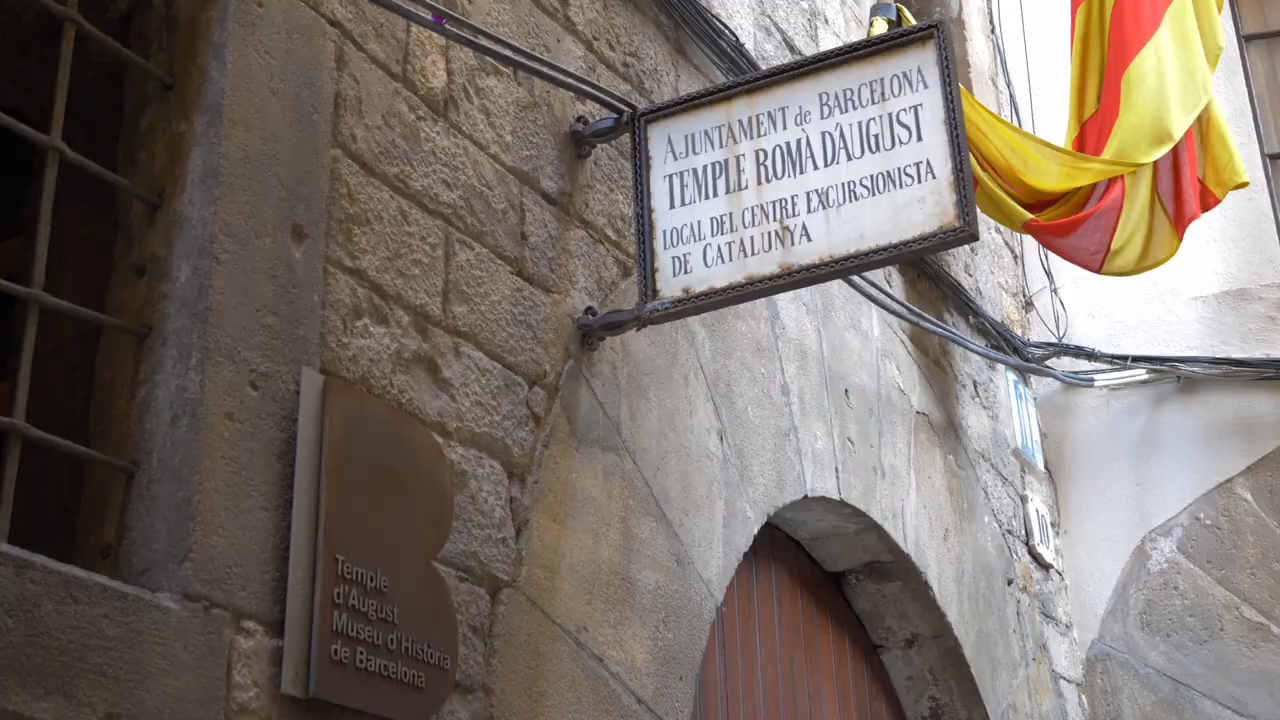 AJUNTAMENT de BARCELONA
TEMPLE ROMÀ D'AUGUST
LOCAL DEL CENTRE EXCURSIONISTA
DE CATALUNYA
Temple
d'August
Museu d'Història
de Barcelona
10